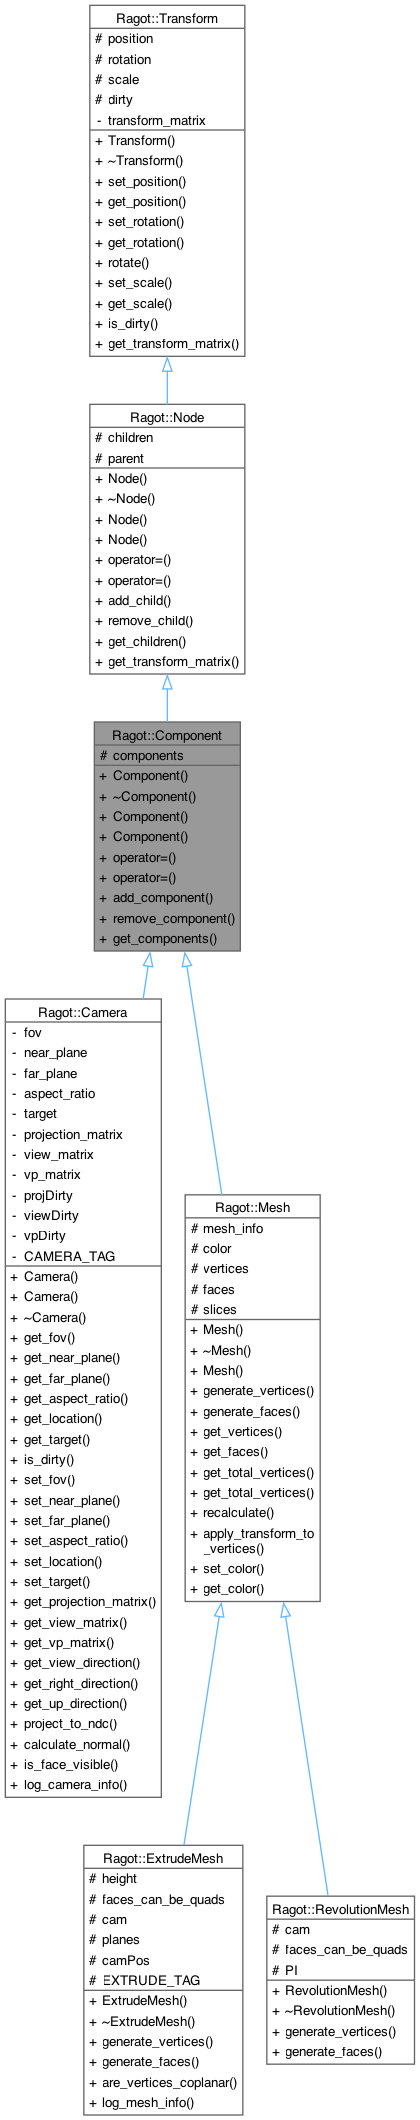 Ragot::Transform
# position
# rotation
# scale
# dirty
- transform_matrix
+ Transform()
+ ~Transform()
+ set_position()
+ get_position()
+ set_rotation()
+ get_rotation()
+ rotate()
+ set_scale()
+ get_scale()
+ is_dirty()
+ get_transform_matrix()
Ragot::Node
# children
# parent
+ Node()
+ ~Node()
+ Node()
+ Node()
+ operator=()
+ operator=()
+ add_child()
+ remove_child()
+ get_children()
+ get_transform_matrix()
Ragot::Component
# components
+ Component()
+ ~Component()
+ Component()
+ Component()
+ operator=()
+ operator=()
+ add_component()
+ remove_component()
+ get_components()
Ragot::Camera
- fov
- near_plane
- far_plane
- aspect_ratio
- target
- projection_matrix
- view_matrix
- vp_matrix
- projDirty
- viewDirty
- vpDirty
- CAMERA_TAG
+ Camera()
+ Camera()
+ ~Camera()
+ get_fov()
+ get_near_plane()
+ get_far_plane()
+ get_aspect_ratio()
+ get_location()
+ get_target()
+ is_dirty()
+ set_fov()
+ set_near_plane()
+ set_far_plane()
+ set_aspect_ratio()
+ set_location()
+ set_target()
+ get_projection_matrix()
+ get_view_matrix()
+ get_vp_matrix()
+ get_view_direction()
+ get_right_direction()
+ get_up_direction()
+ project_to_ndc()
+ calculate_normal()
+ is_face_visible()
+ log_camera_info()
Ragot::Mesh
# mesh_info
# color
# vertices
# faces
# slices
+ Mesh()
+ ~Mesh()
+ Mesh()
+ generate_vertices()
+ generate_faces()
+ get_vertices()
+ get_faces()
+ get_total_vertices()
+ get_total_vertices()
+ recalculate()
+ apply_transform_to
_vertices()
+ set_color()
+ get_color()
Ragot::ExtrudeMesh
# height
# faces_can_be_quads
# cam
# planes
# camPos
# EXTRUDE_TAG
+ ExtrudeMesh()
+ ~ExtrudeMesh()
+ generate_vertices()
+ generate_faces()
+ are_vertices_coplanar()
+ log_mesh_info()
Ragot::RevolutionMesh
# cam
# faces_can_be_quads
# PI
+ RevolutionMesh()
+ ~RevolutionMesh()
+ generate_vertices()
+ generate_faces()